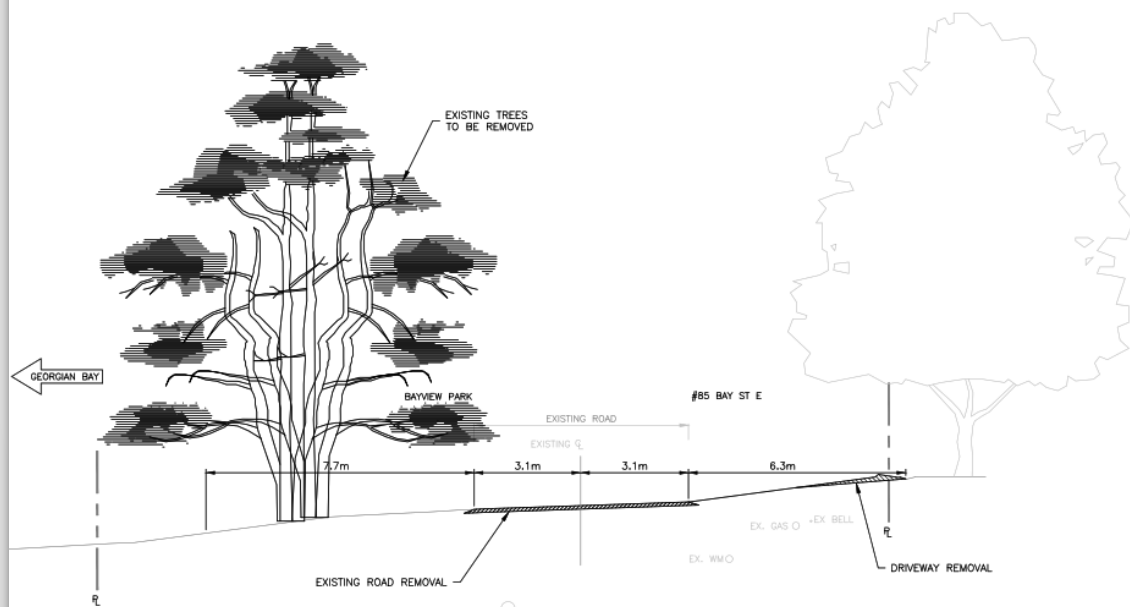 EXISTING TREES
TO BE REMOVED
GEORGIAN BAY
BAYVIEW PARK
#85 BAY ST E
EXISTING ROAD
EXISTING ℄
7.7m
3.1m
3.1m
6.3m
EX. GAS
EX BELL
EX. WM
EXISTING ROAD REMOVAL
DRIVEWAY REMOVAL
⅊
⅊